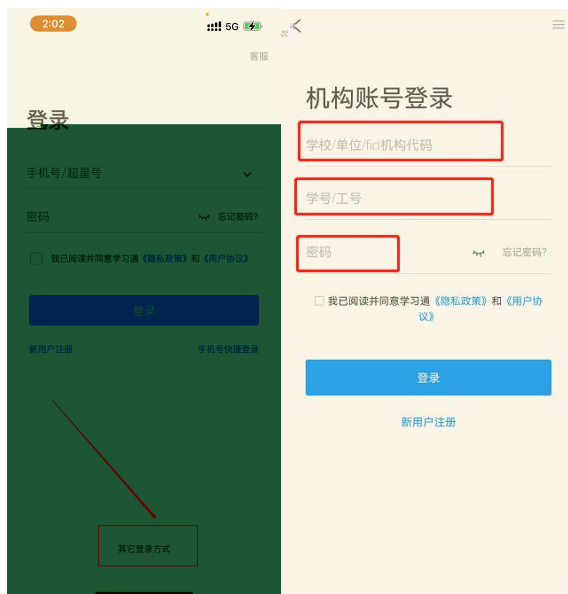 2:02
5G
客服
登录
手机号/超星号
密码
忘记密码?
我已阅读并同意学习通《隐私政策》和《用户协议》
登录
新用户注册
手机号快捷登录
其它登录方式
机构账号登录
学校/单位/fid机构代码
学号/工号
密码
忘记密码?
我已阅读并同意学习通《隐私政策》和《用户协
议》
登录
新用户注册